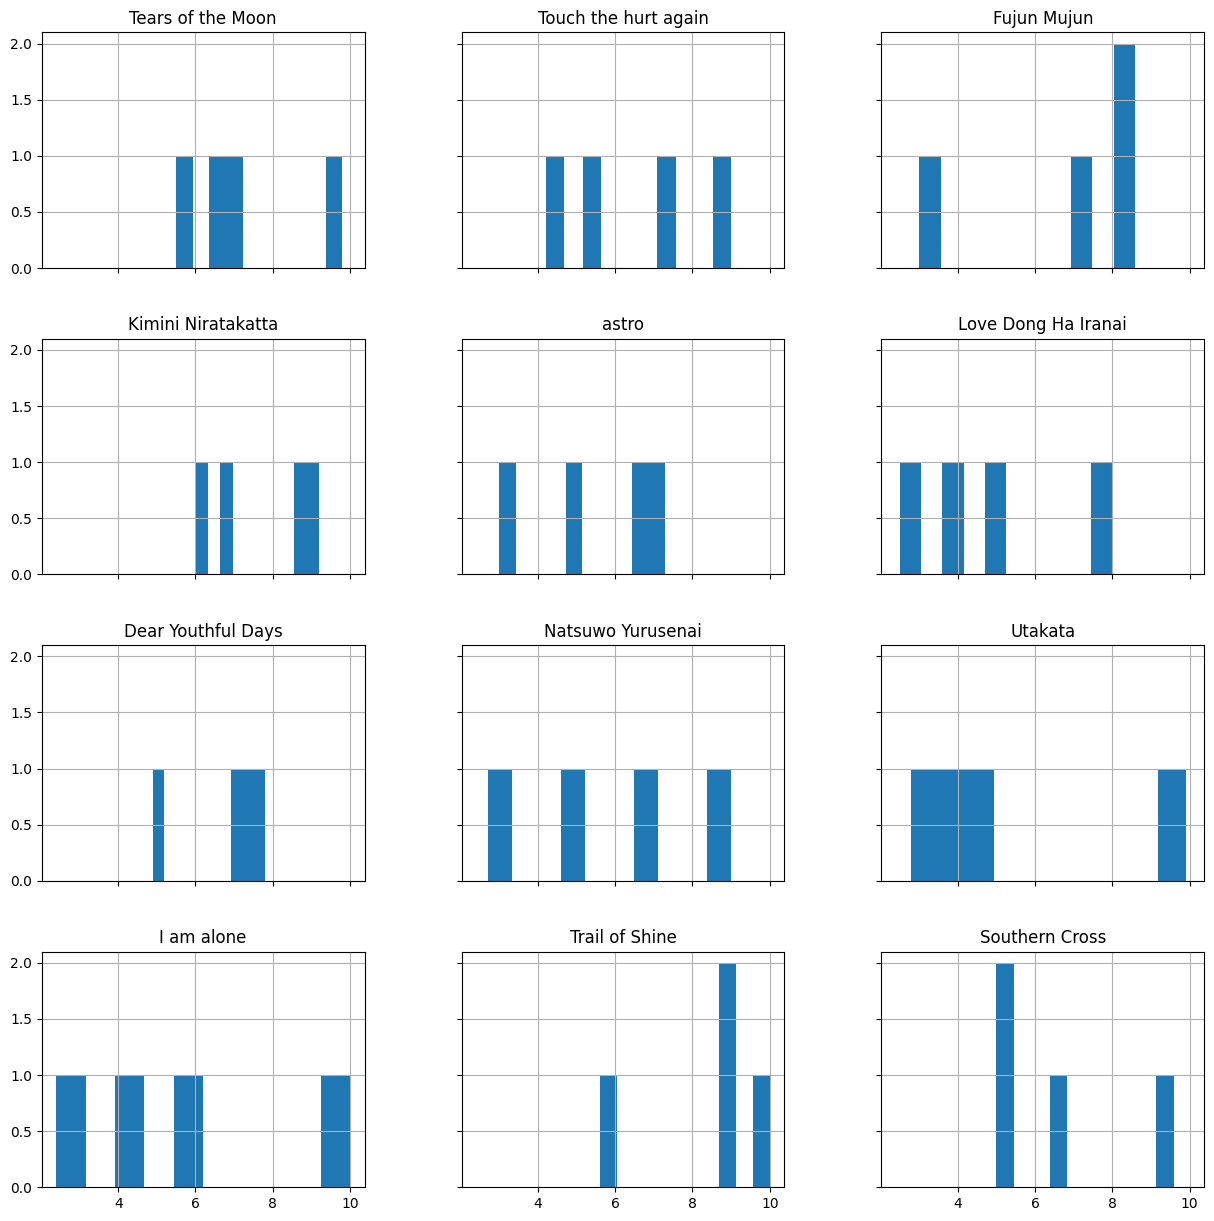 Tears of the Moon
Touch the hurt again
Fujun Mujun
2.0
1.5
1.0
0.5
0.0
Kimini Niratakatta
astro
Love Dong Ha Iranai
2.0
1.5
1.0
0.5
0.0
Dear Youthful Days
Natsuwo Yurusenai
Utakata
2.0
1.5
1.0
0.5
0.0
I am alone
Trail of Shine
Southern Cross
2.0
1.5
1.0
0.5
0.0
4 6 8 10
4 6 8 10
4 6 8 10